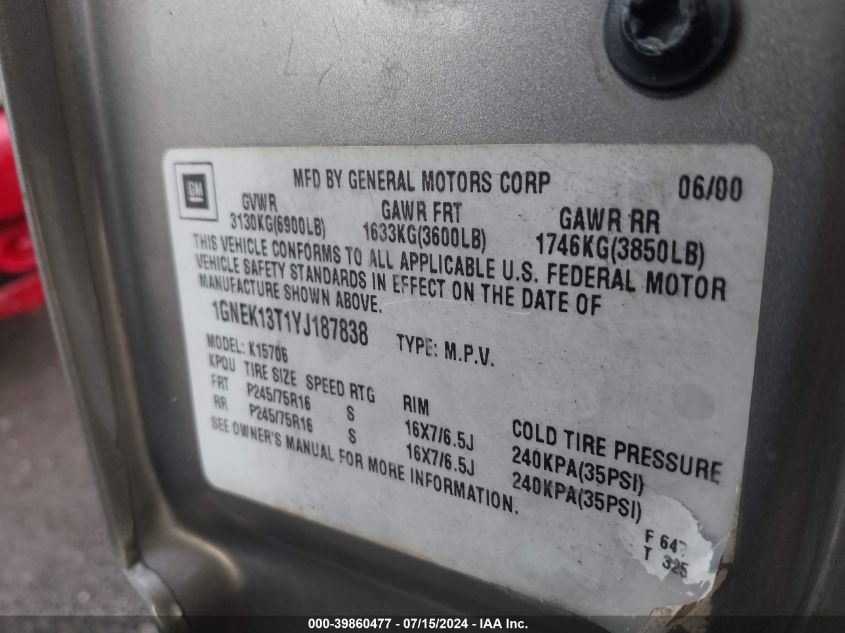 GM
MFD BY GENERAL MOTORS CORP 06/00
GVWR GAWR FRT GAWR RR
3130KG(6900LB) 1633KG(3600LB) 1746KG(3850LB)
THIS VEHICLE CONFORMS TO ALL APPLICABLE U.S. FEDERAL MOTOR
VEHICLE SAFETY STANDARDS IN EFFECT ON THE DATE OF
MANUFACTURE SHOWN ABOVE.
1GNEK13T1YJ187838 TYPE: M.P.V.
MODEL: K15706
KPQU TIRE SIZE SPEED RTG RIM COLD TIRE PRESSURE
FRT P245/75R16 S 16X7/6.5J 240KPA(35PSI)
RR P245/75R16 S 16X7/6.5J 240KPA(35PSI)
SEE OWNER'S MANUAL FOR MORE INFORMATION.
F 647
T 325
000-39860477 - 07/15/2024 - IAA Inc.